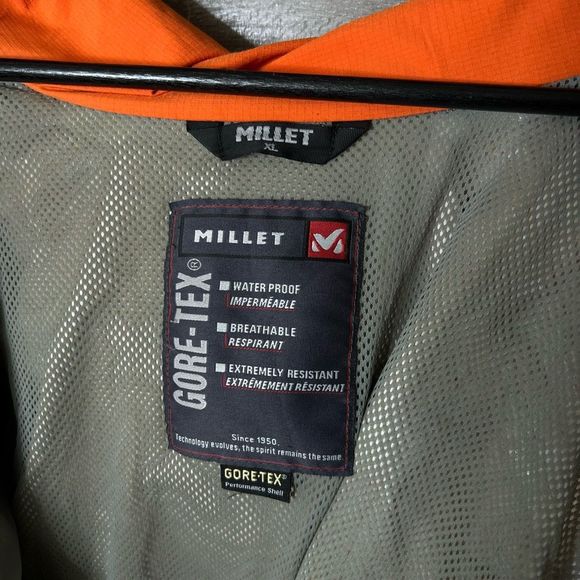 MILLET
XL
MILLET
GORE-TEX®
WATER PROOF
IMPERMÉABLE
BREATHABLE
RESPIRANT
EXTREMELY RESISTANT
EXTRÊMEMENT RÉSISTANT
Since 1950.
Technology evolves, the spirit remains the same.
GORE-TEX®
Performance Shell